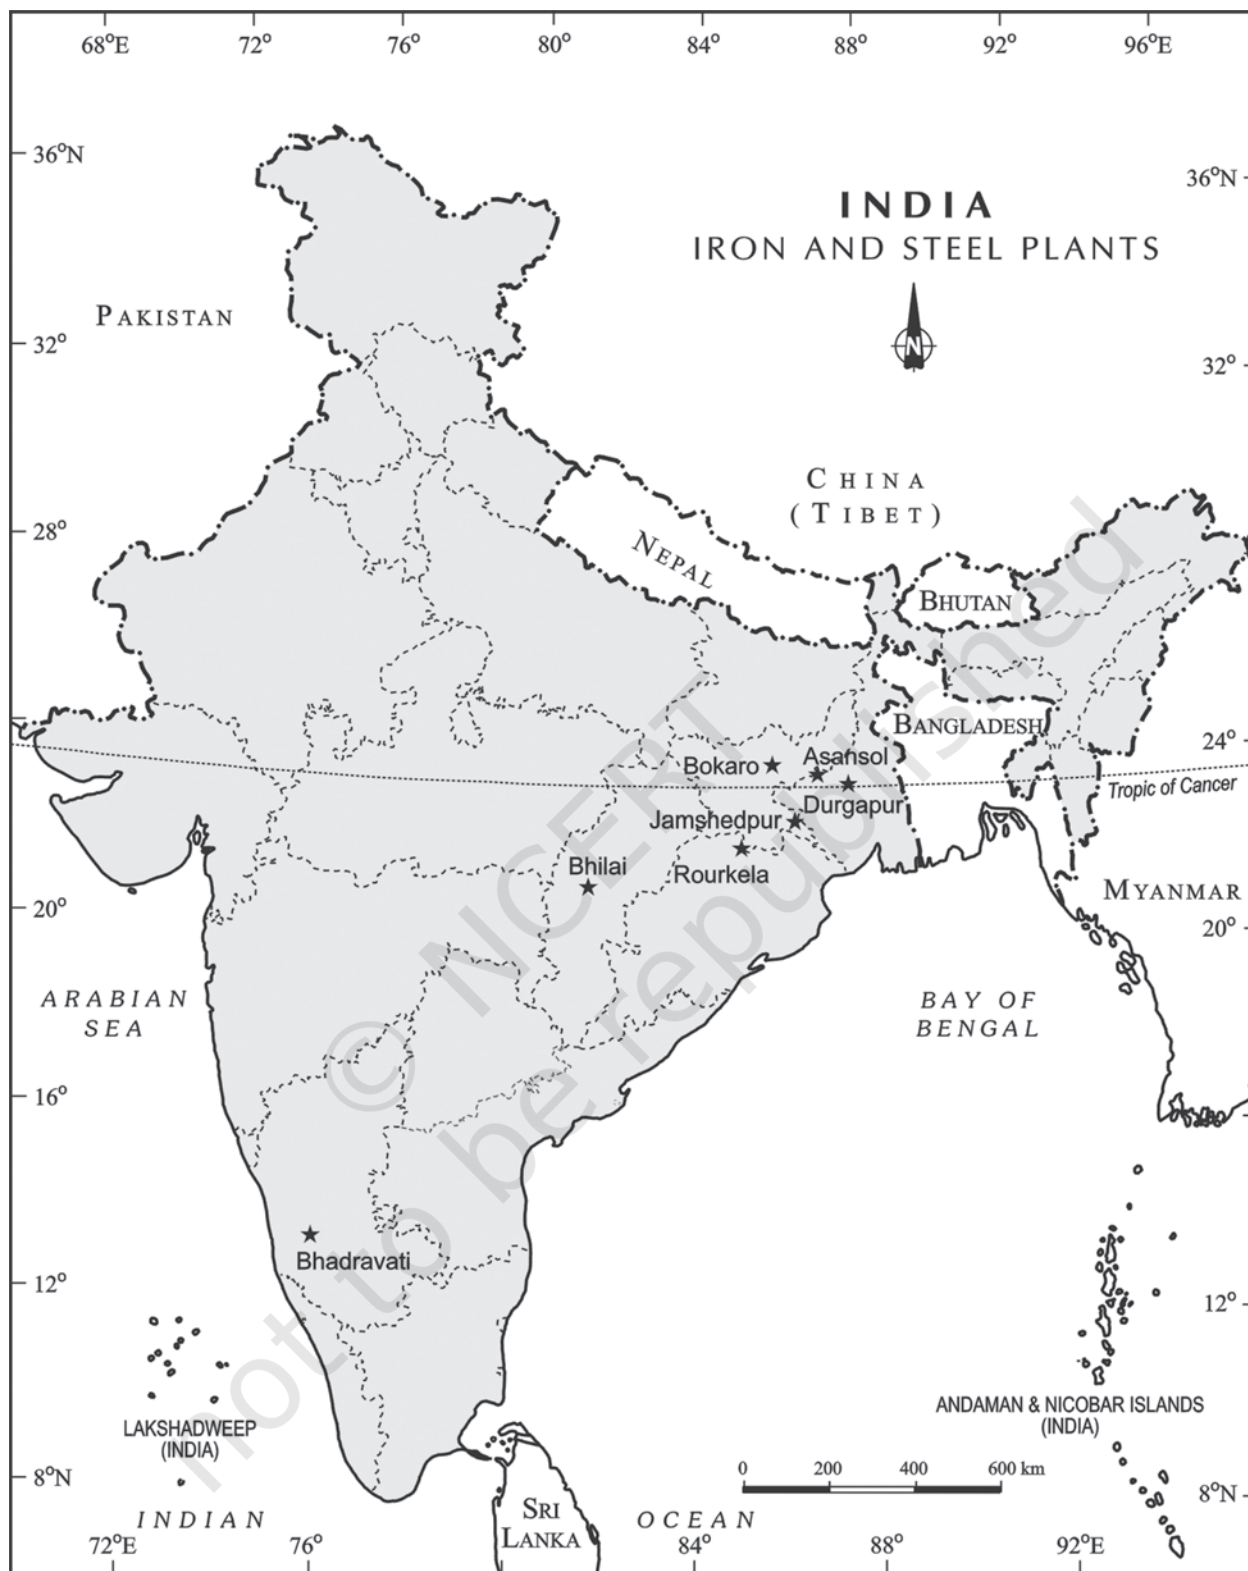 68°E 72° 76° 80° 84° 88° 92° 96°E
36°N
36°N
INDIA
IRON AND STEEL PLANTS
N
PAKISTAN
32°
32°
CHINA
(TIBET)
28°
NEPAL
BHUTAN
BANGLADESH
24°
Bokaro
Asansol
Tropic of Cancer
Durgapur
Jamshedpur
Bhilai
Rourkela
MYANMAR
20°
20°
ARABIAN
SEA
BAY OF
BENGAL
16°
Bhadravati
12°
12°
LAKSHADWEEP
(INDIA)
ANDAMAN & NICOBAR ISLANDS
(INDIA)
0 200 400 600 km
8°N
8°N
INDIAN
SRI
LANKA
OCEAN
72°E 76° 84° 88° 92°E
© NCERT
not to be republished